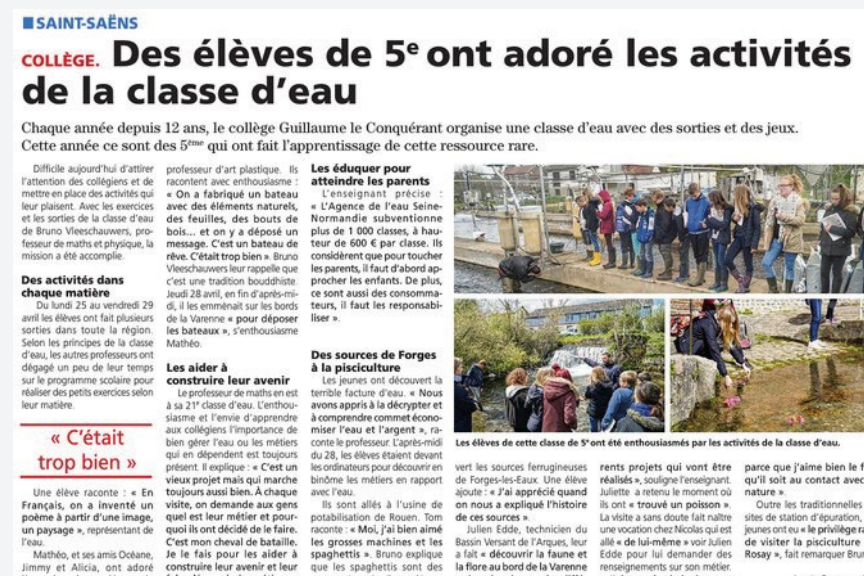 SAINT-SAËNS
COLLÈGE. Des élèves de 5e ont adoré les activités
de la classe d'eau
Chaque année depuis 12 ans, le collège Guillaume le Conquérant organise une classe d'eau avec des sorties et des jeux.
Cette année ce sont des 5ème qui ont fait l'apprentissage de cette ressource rare.
Difficile aujourd'hui d'attirer
l'attention des collégiens et de
mettre en place des activités qui
leur plaisent. Avec les exercices
et les sorties de la classe d'eau
de Bruno Vleeschauwers, pro-
fesseur de maths et physique, la
mission a été accomplie.
Des activités dans
chaque matière
Du lundi 25 au vendredi 29
avril les élèves ont fait plusieurs
sorties dans toute la région.
Selon les principes de la classe
d'eau, les autres professeurs ont
dégagé un peu de leur temps
sur le programme scolaire pour
réaliser des petits exercices selon
leur matière.
« C'était
trop bien »
Une élève raconte : « En
Français, on a inventé un
poème à partir d'une image,
un paysage », représentant de
l'eau.
Mathéo, et ses amis Océane,
Jimmy et Alicia, ont adoré
professeur d'art plastique. Ils
racontent avec enthousiasme :
« On a fabriqué un bateau
avec des éléments naturels,
des feuilles, des bouts de
bois... et on y a déposé un
message. C'est un bateau de
rêve. C'était trop bien ». Bruno
Vleeschauwers leur rappelle que
c'est une tradition bouddhiste.
Jeudi 28 avril, en fin d'après-mi-
di, il les emmènait sur les bords
de la Varenne « pour déposer
les bateaux », s'enthousiasme
Mathéo.
Les aider à
construire leur avenir
Le professeur de maths en est
à sa 21e classe d'eau. L'enthou-
siasme et l'envie d'apprendre
aux collégiens l'importance de
bien gérer l'eau ou les métiers
qui en dépendent est toujours
présent. Il explique : « C'est un
vieux projet mais qui marche
toujours aussi bien. À chaque
visite, on demande aux gens
quel est leur métier et pour-
quoi ils ont décidé de le faire.
C'est mon cheval de bataille.
Je le fais pour les aider à
construire leur avenir et leur
Les éduquer pour
atteindre les parents
L'enseignant précise :
« L'Agence de l'eau Seine-
Normandie subventionne
plus de 1 000 classes, à hau-
teur de 600 € par classe. Ils
considèrent que pour toucher
les parents, il faut d'abord ap-
procher les enfants. De plus,
ce sont aussi des consomma-
teurs, il faut les responsabi-
liser ».
Des sources de Forges
à la pisciculture
Les jeunes ont découvert la
terrible facture d'eau. « Nous
avons appris à la décrypter et
à comprendre commet écono-
miser l'eau et l'argent », ra-
conte le professeur. L'après-midi
du 28, les élèves étaient devant
les ordinateurs pour découvrir en
binôme les métiers en rapport
avec l'eau.
Ils sont allés à l'usine de
potabilisation de Rouen. Tom
raconte : « Moi, j'ai bien aimé
les grosses machines et les
spaghettis ». Bruno explique
que les spaghettis sont des
Les élèves de cette classe de 5e ont été enthousiasmés par les activités de la classe d'eau.
vert les sources ferrugineuses
de Forges-les-Eaux. Une élève
ajoute : « J'ai apprécié quand
on nous a expliqué l'histoire
de ces sources ».
Julien Edde, technicien du
Bassin Versant de l'Arques, leur
a fait « découvrir la faune et
la flore au bord de la Varenne
rents projets qui vont être
réalisés », souligne l'enseignant.
Juliette a retenu le moment où
ils ont « trouvé un poisson ».
La visite a sans doute fait naître
une vocation chez Nicolas qui est
allé « de lui-même » voir Julien
Edde pour lui demander des
renseignements sur son métier.
parce que j'aime bien le
qu'il soit au contact avec
nature ».
Outre les traditionnelles
sites de station d'épuration,
jeunes ont eu « le privilège
de visiter la pisciculture
Rosay », fait remarquer